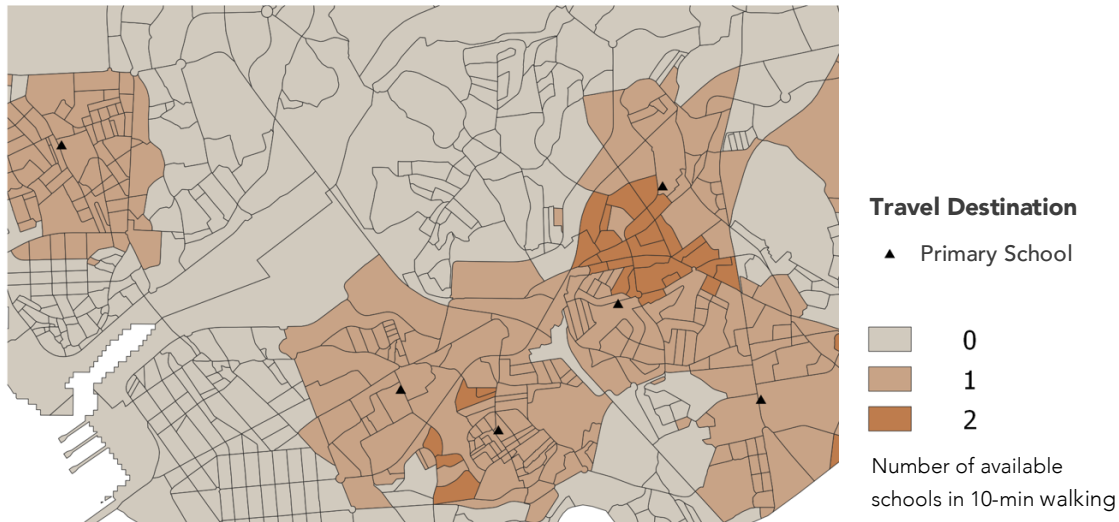 Travel Destination
Primary School
0
1
2
Number of available
schools in 10-min walking